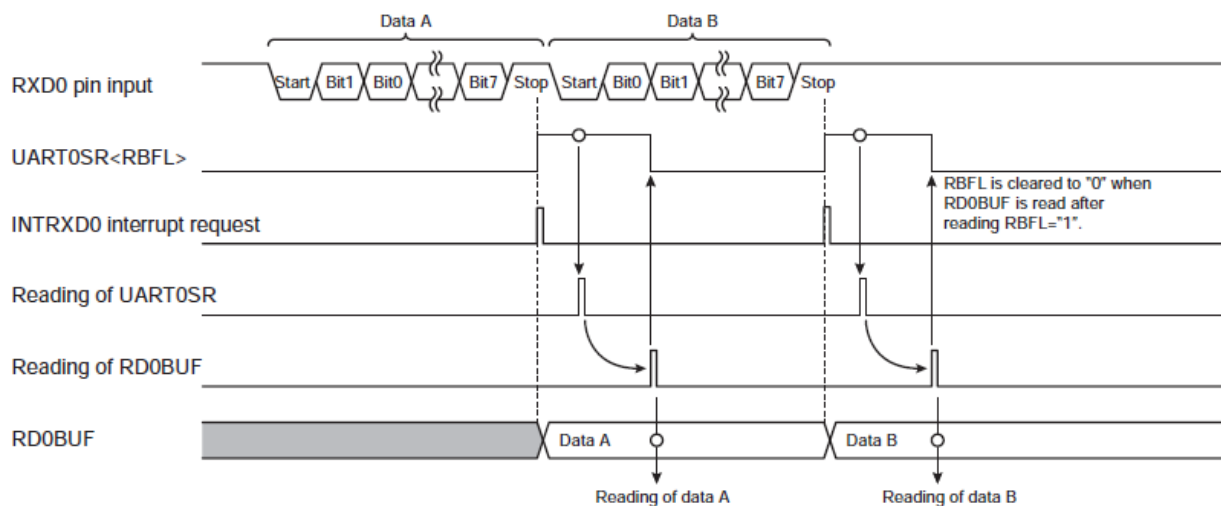 Data A
Data B
RXD0 pin input
Start Bit1 Bit0 Bit7 Stop Start Bit0 Bit1 Bit7 Stop
UART0SR<RBFL>
RBFL is cleared to "0" when
RD0BUF is read after
reading RBFL="1".
INTRXD0 interrupt request
Reading of UART0SR
Reading of RD0BUF
RD0BUF
Data A
Data B
Reading of data A
Reading of data B